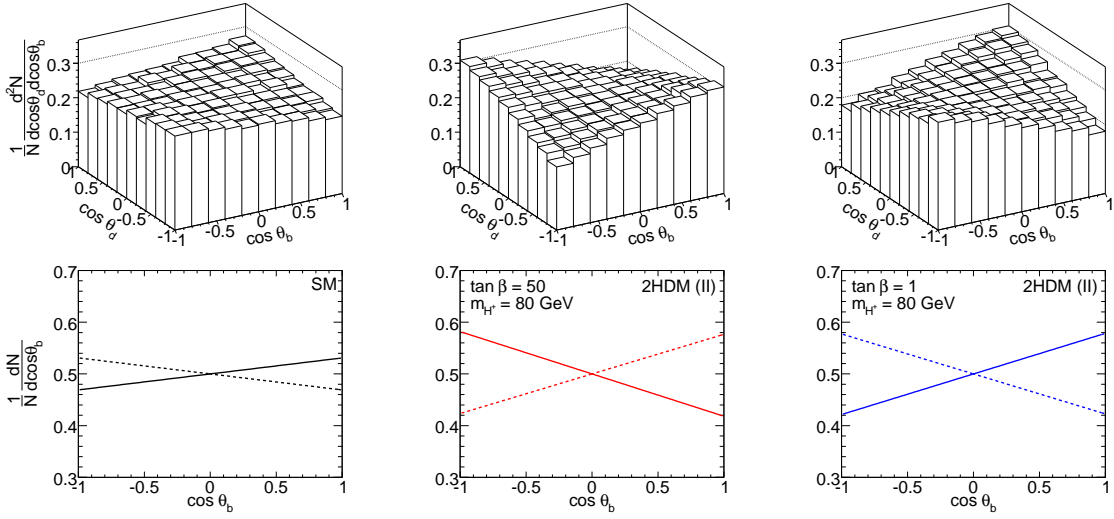 1 d²N
N dcosθ_d dcosθ_b
0.3
0.2
0.1
0
1
0.5
0
-0.5
-1
cos θ_d
-1
-0.5
0
0.5
1
cos θ_b
0.3
0.2
0.1
0
1
0.5
0
-0.5
-1
cos θ_d
-1
-0.5
0
0.5
1
cos θ_b
0.3
0.2
0.1
0
1
0.5
0
-0.5
-1
cos θ_d
-1
-0.5
0
0.5
1
cos θ_b
1 dN
N dcosθ_b
0.7
0.6
0.5
0.4
0.3
SM
-1 -0.5 0 0.5 1
cos θ_b
0.7
0.6
0.5
0.4
0.3
tan β = 50 2HDM (II)
m_H⁺ = 80 GeV
-1 -0.5 0 0.5 1
cos θ_b
0.7
0.6
0.5
0.4
0.3
tan β = 1 2HDM (II)
m_H⁺ = 80 GeV
-1 -0.5 0 0.5 1
cos θ_b